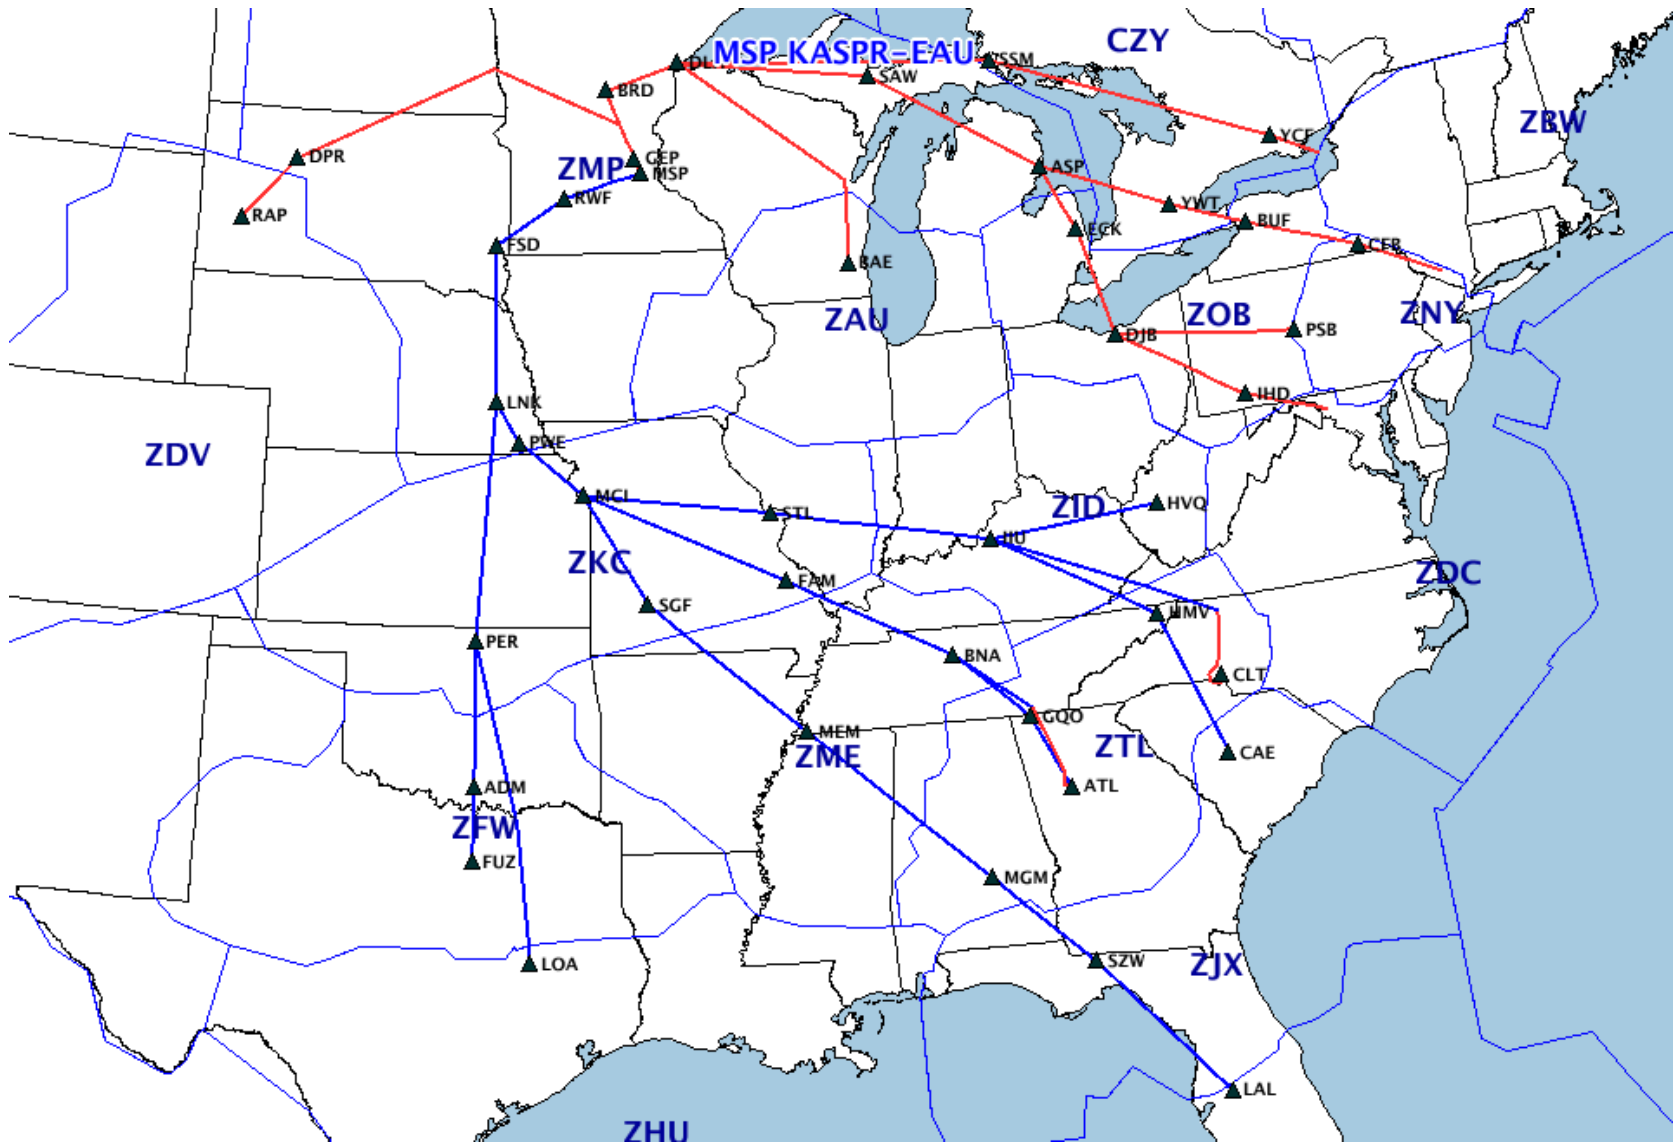 CZY
MSP KASPR-EAU
SSM
SAW
BRD
ZBW
YCF
DPR
GEP
ZMP
MSP
ASP
RWF
YWT
RAP
BUF
ECK
FSD
CFB
BAE
ZAU
ZOB
ZNY
DJB
PSB
IHD
LNK
PWE
ZDV
MCI
STL
ZID
HVQ
IIU
ZKC
FAM
ZDC
SGF
HMV
PER
BNA
CLT
GQO
MEM
ZME
ZTL
CAE
ADM
ATL
ZFW
FUZ
MGM
LOA
SZW
ZJX
LAL
ZHU